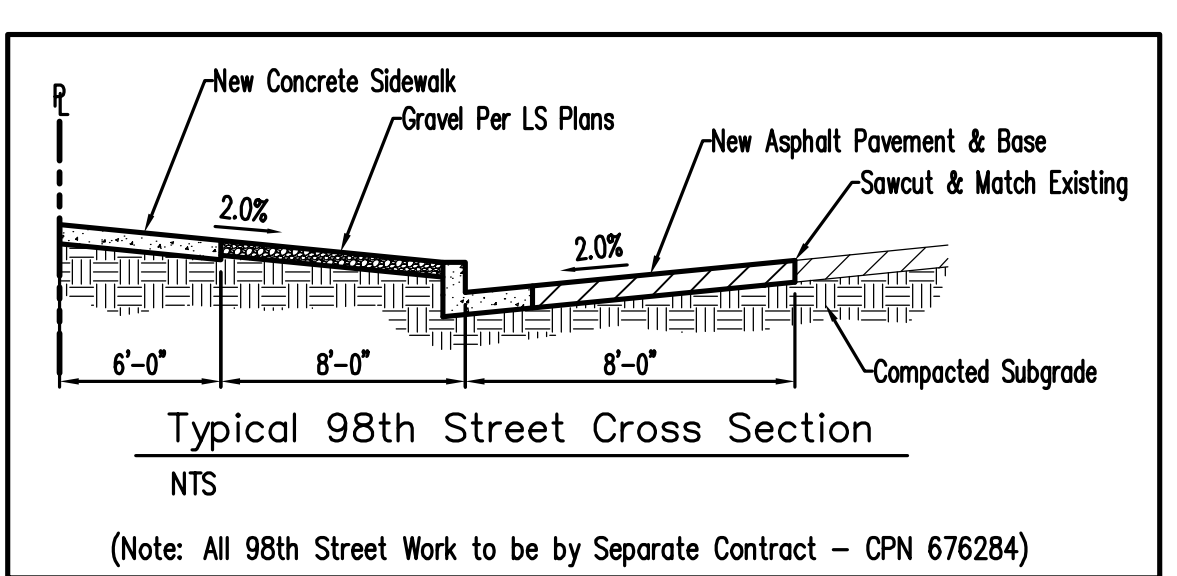 PL
New Concrete Sidewalk
Gravel Per LS Plans
New Asphalt Pavement & Base
Sawcut & Match Existing
2.0%
2.0%
6'-0"
8'-0"
8'-0"
Compacted Subgrade
Typical 98th Street Cross Section
NTS
(Note: All 98th Street Work to be by Separate Contract – CPN 676284)